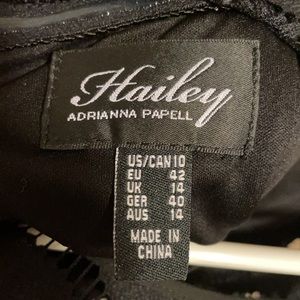 Hailey
ADRIANNA PAPELL
US/CAN 10
EU 42
UK 14
GER 40
AUS 14
MADE IN
CHINA